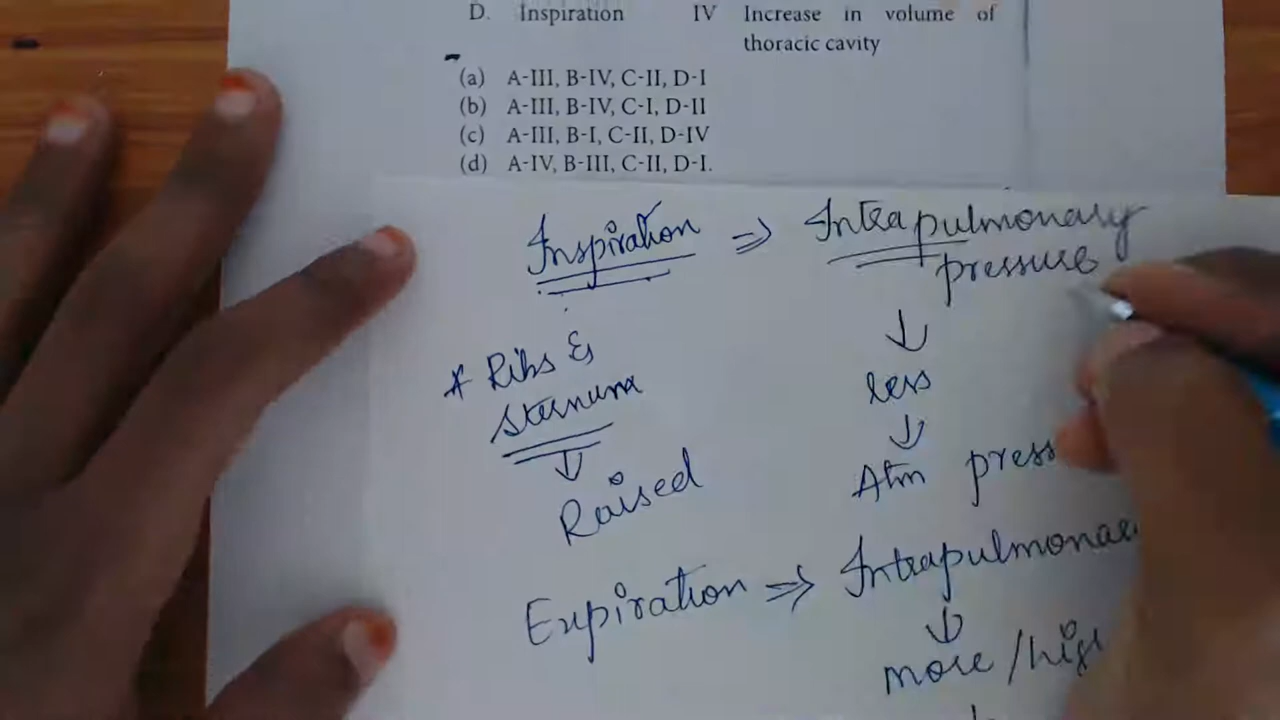 D. Inspiration IV Increase in volume of
thoracic cavity
(a) A-III, B-IV, C-II, D-I
(b) A-III, B-IV, C-I, D-II
(c) A-III, B-I, C-II, D-IV
(d) A-IV, B-III, C-II, D-I.
Inspiration ⇒ Intrapulmonary
pressure
↓
less
* Ribs &
sternum
↓
↓
Raised
Atm press
Expiration ⇒ Intrapulmonar
↓
more / high